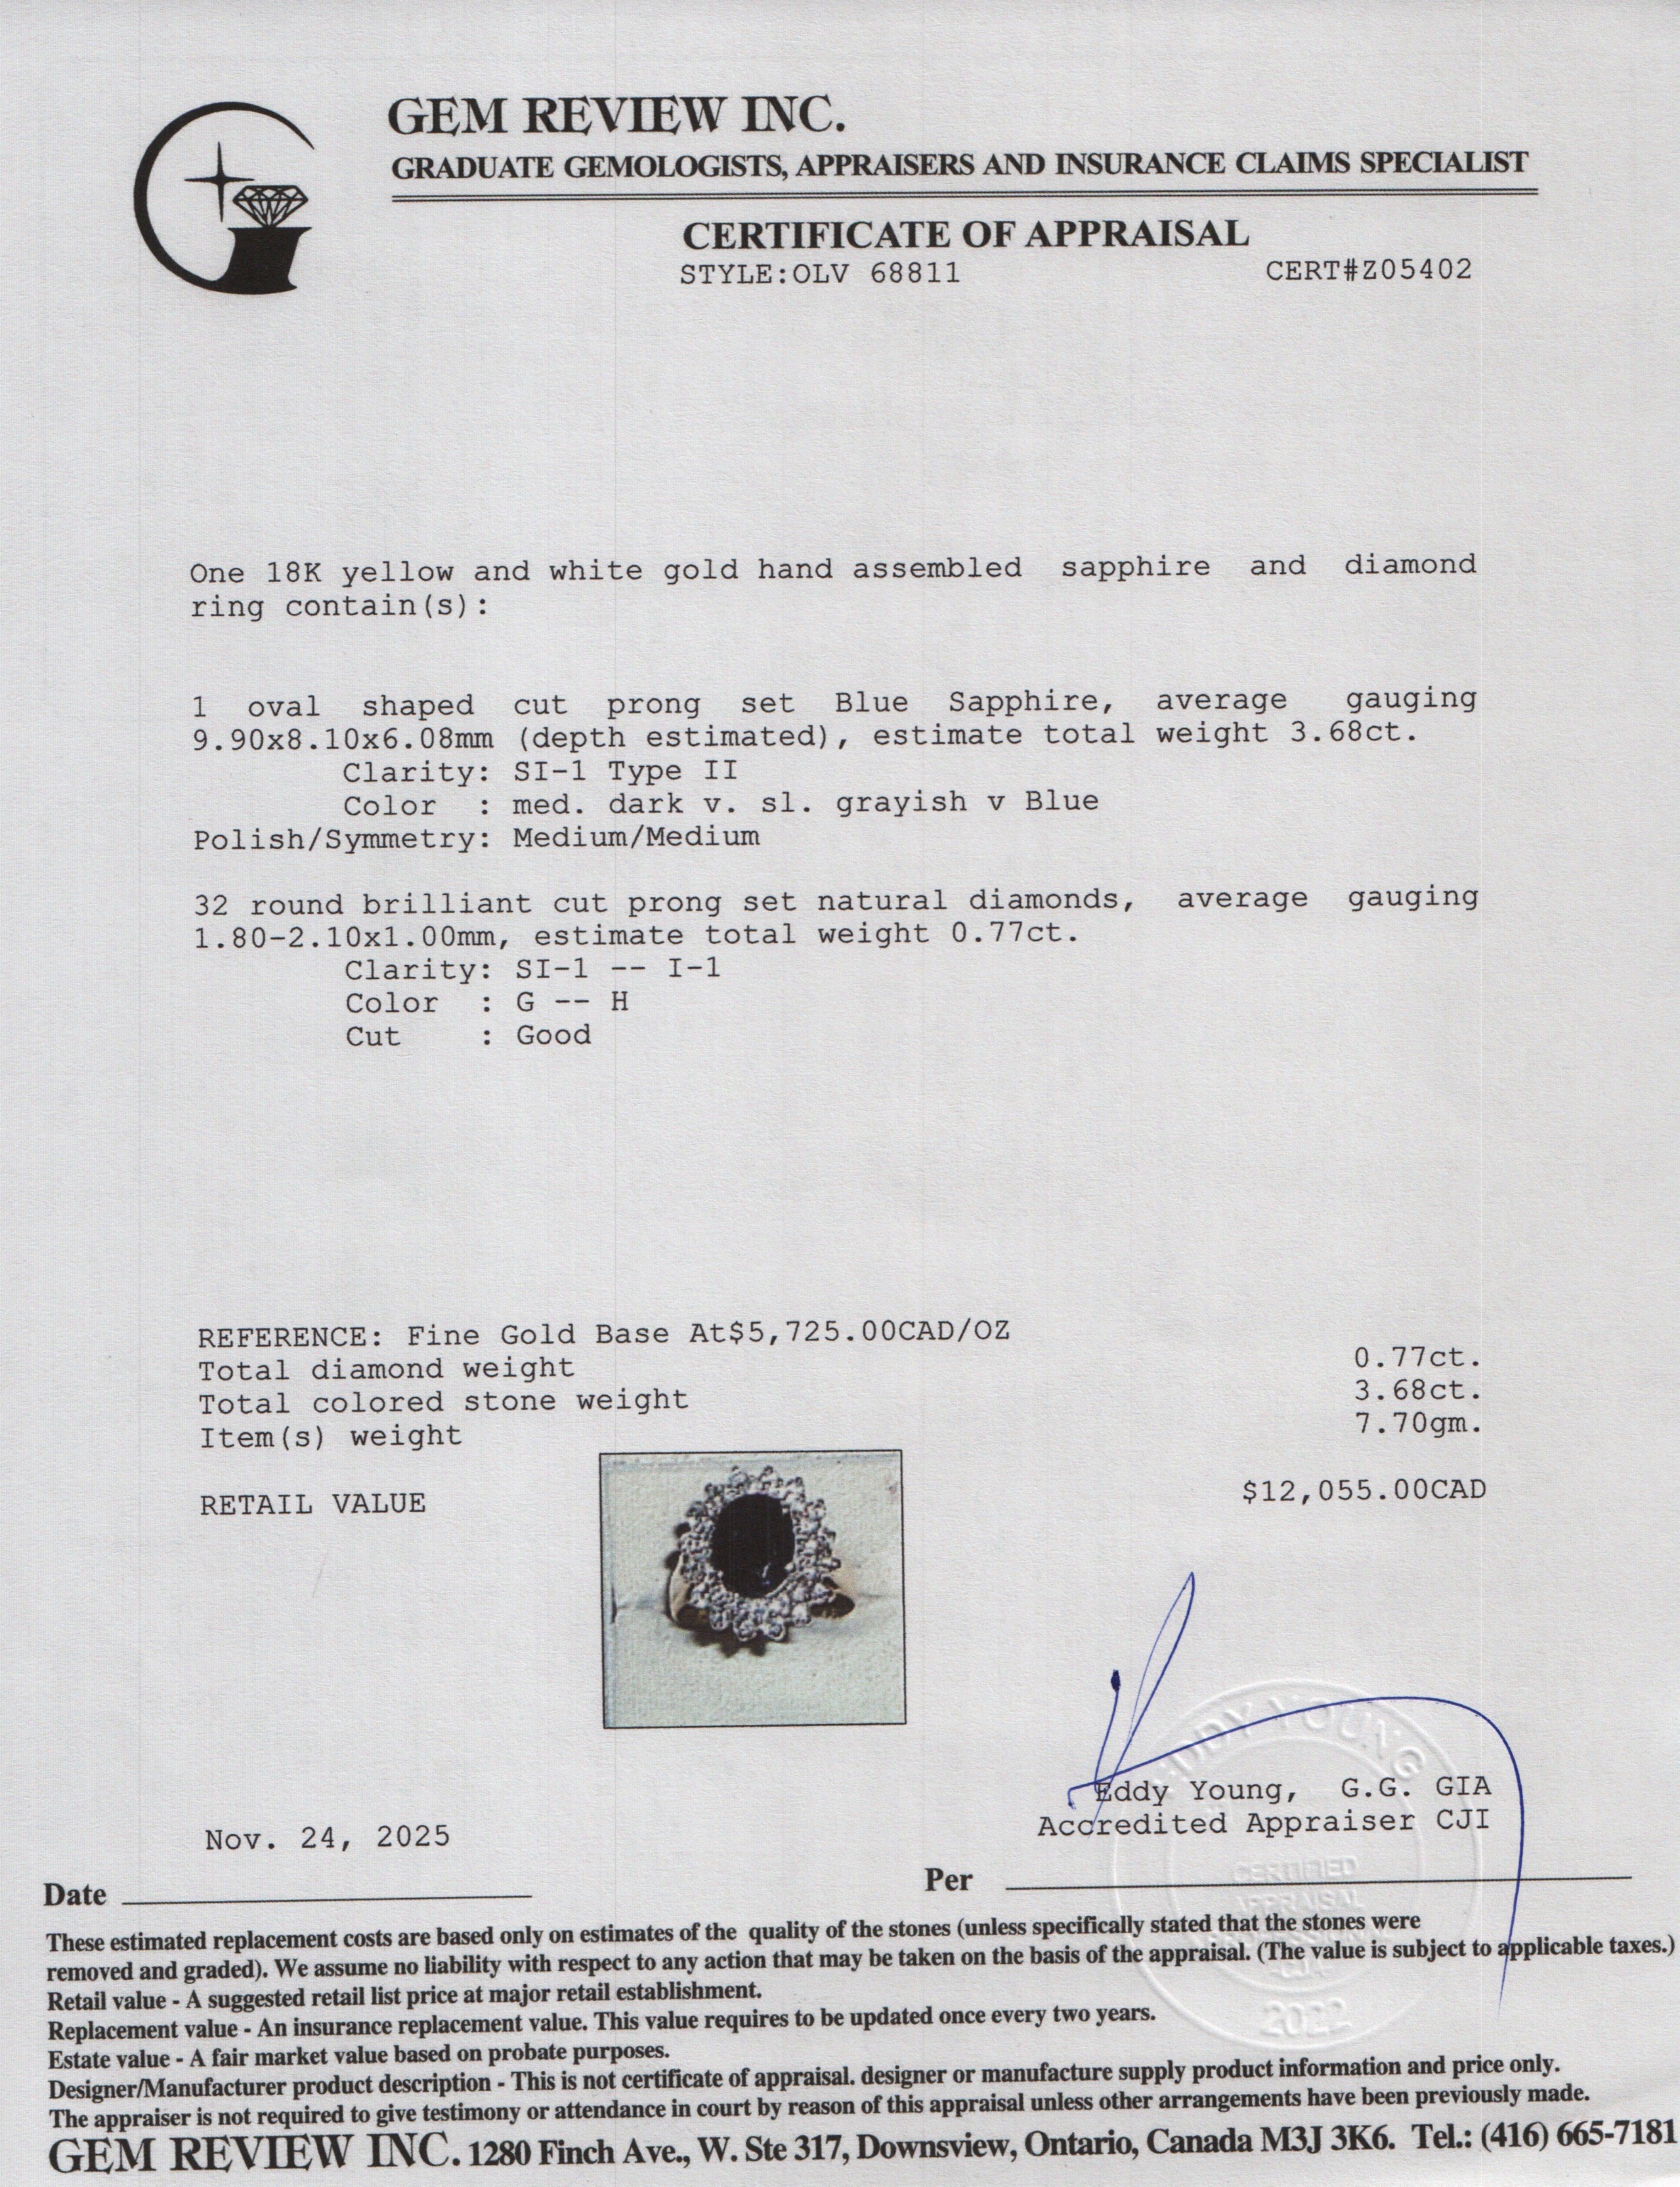 GEM REVIEW INC.
GRADUATE GEMOLOGISTS, APPRAISERS AND INSURANCE CLAIMS SPECIALIST
CERTIFICATE OF APPRAISAL
STYLE:OLV 68811 CERT#Z05402
One 18K yellow and white gold hand assembled sapphire and diamond
ring contain(s):
1 oval shaped cut prong set Blue Sapphire, average gauging
9.90x8.10x6.08mm (depth estimated), estimate total weight 3.68ct.
Clarity: SI-1 Type II
Color : med. dark v. sl. grayish v Blue
Polish/Symmetry: Medium/Medium
32 round brilliant cut prong set natural diamonds, average gauging
1.80-2.10x1.00mm, estimate total weight 0.77ct.
Clarity: SI-1 -- I-1
Color : G -- H
Cut : Good
REFERENCE: Fine Gold Base At$5,725.00CAD/OZ
Total diamond weight 0.77ct.
Total colored stone weight 3.68ct.
Item(s) weight 7.70gm.
RETAIL VALUE $12,055.00CAD
EDDY YOUNG
Eddy Young, G.G. GIA
Accredited Appraiser CJI
Nov. 24, 2025
CERTIFIED
APPRAISAL
Date Per
2022
These estimated replacement costs are based only on estimates of the quality of the stones (unless specifically stated that the stones were
removed and graded). We assume no liability with respect to any action that may be taken on the basis of the appraisal. (The value is subject to applicable taxes.)
Retail value - A suggested retail list price at major retail establishment.
Replacement value - An insurance replacement value. This value requires to be updated once every two years.
Estate value - A fair market value based on probate purposes.
Designer/Manufacturer product description - This is not certificate of appraisal. designer or manufacture supply product information and price only.
The appraiser is not required to give testimony or attendance in court by reason of this appraisal unless other arrangements have been previously made.
GEM REVIEW INC. 1280 Finch Ave., W. Ste 317, Downsview, Ontario, Canada M3J 3K6. Tel.: (416) 665-7181